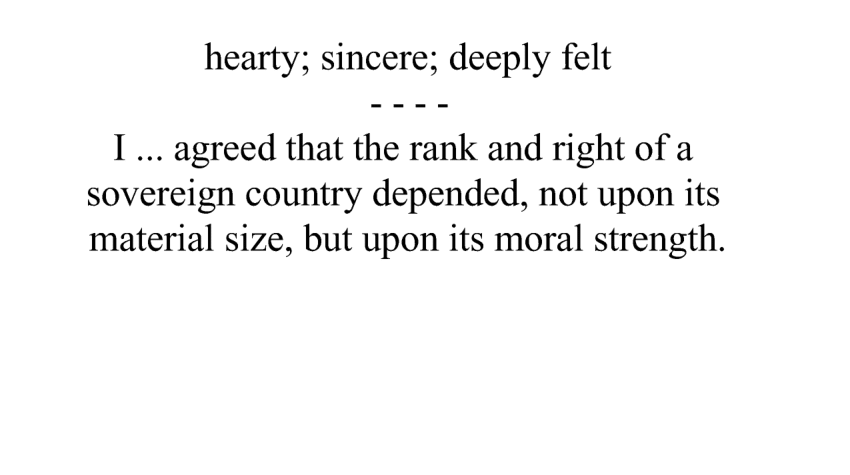 hearty; sincere; deeply felt
- - - -
I ... agreed that the rank and right of a
sovereign country depended, not upon its
material size, but upon its moral strength.